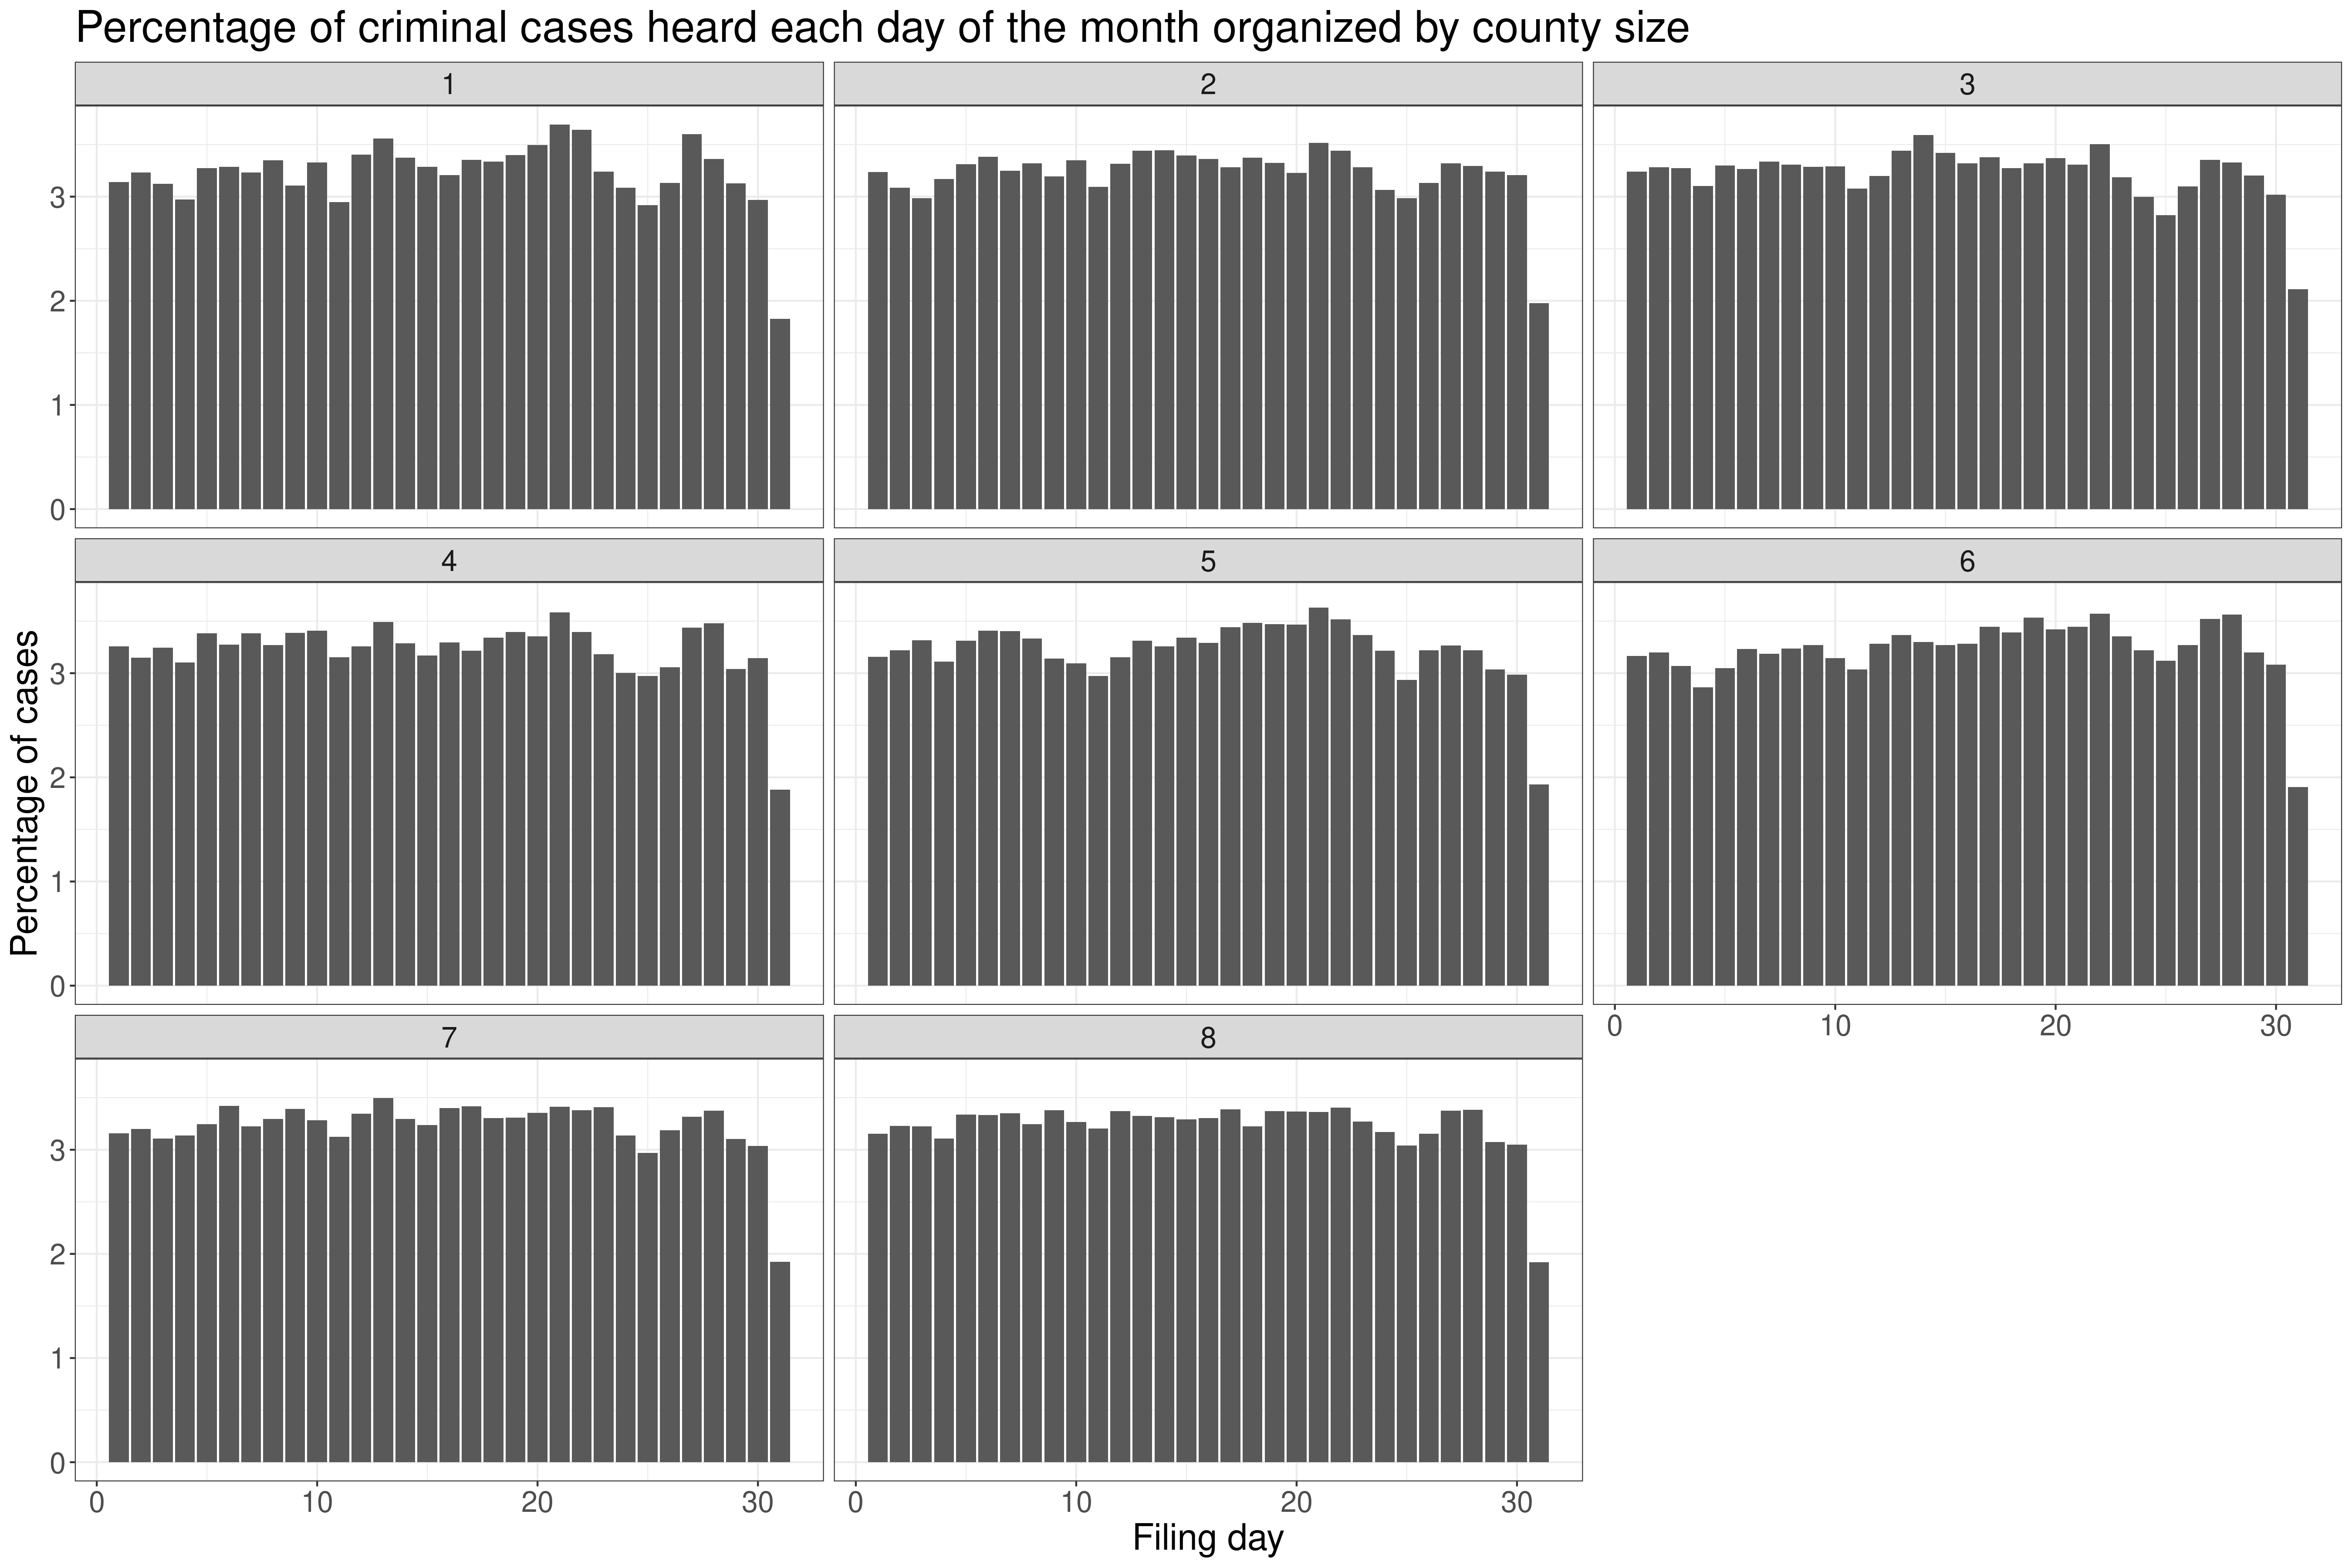 Percentage of criminal cases heard each day of the month organized by county size
1 2 3
3
2
1
0
4 5 6
Percentage of cases
3
2
1
0
0 10 20 30
7 8
3
2
1
0
0 10 20 30 0 10 20 30
Filing day